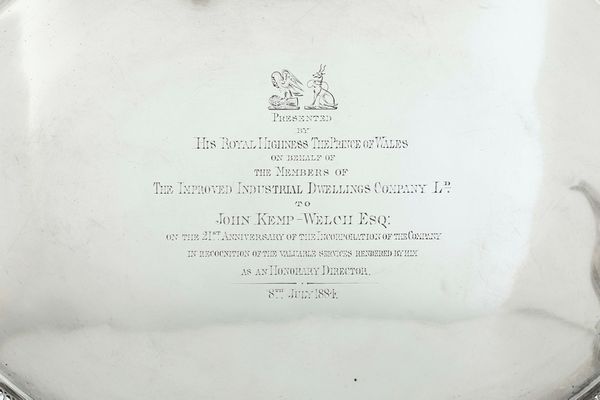 PRESENTED
BY
HIS ROYAL HIGHNESS THE PRINCE OF WALES
ON BEHALF OF
THE MEMBERS OF
THE IMPROVED INDUSTRIAL DWELLINGS COMPANY LD
TO
JOHN KEMP-WELCH ESQ:
ON THE 21ST ANNIVERSARY OF THE INCORPORATION OF THE COMPANY
IN RECOGNITION OF THE VALUABLE SERVICES RENDERED BY HIM
AS AN HONORARY DIRECTOR.
8TH JULY 1884.